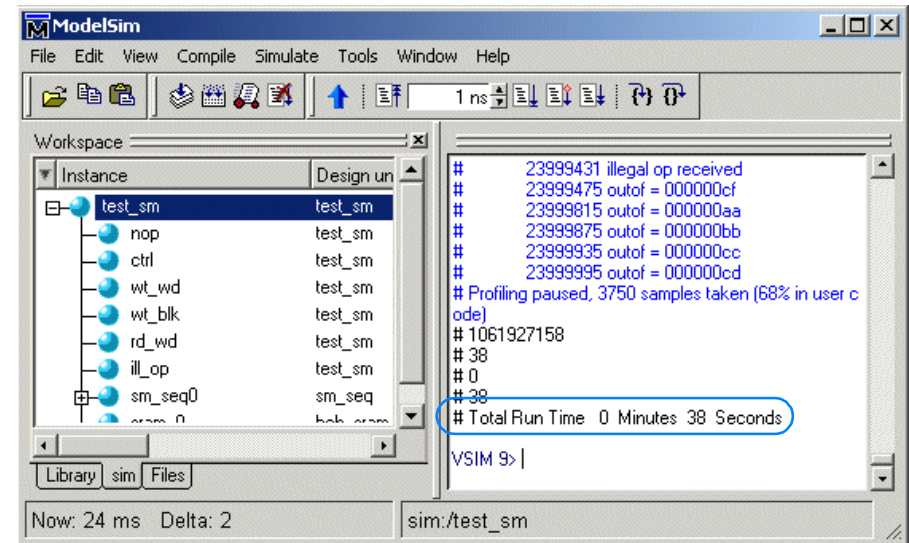 ModelSim
File Edit View Compile Simulate Tools Window Help
1 ns
Workspace
Instance Design un
test_sm test_sm
nop test_sm
ctrl test_sm
wt_wd test_sm
wt_blk test_sm
rd_wd test_sm
ill_op test_sm
sm_seq0 sm_seq
Library sim Files
# 23999431 illegal op received
# 23999475 outof = 000000cf
# 23999815 outof = 000000aa
# 23999875 outof = 000000bb
# 23999935 outof = 000000cc
# 23999995 outof = 000000cd
# Profiling paused, 3750 samples taken (68% in user c
ode)
# 1061927158
# 38
# 0
# 38
# Total Run Time 0 Minutes 38 Seconds
VSIM 9>
Now: 24 ms Delta: 2
sim:/test_sm